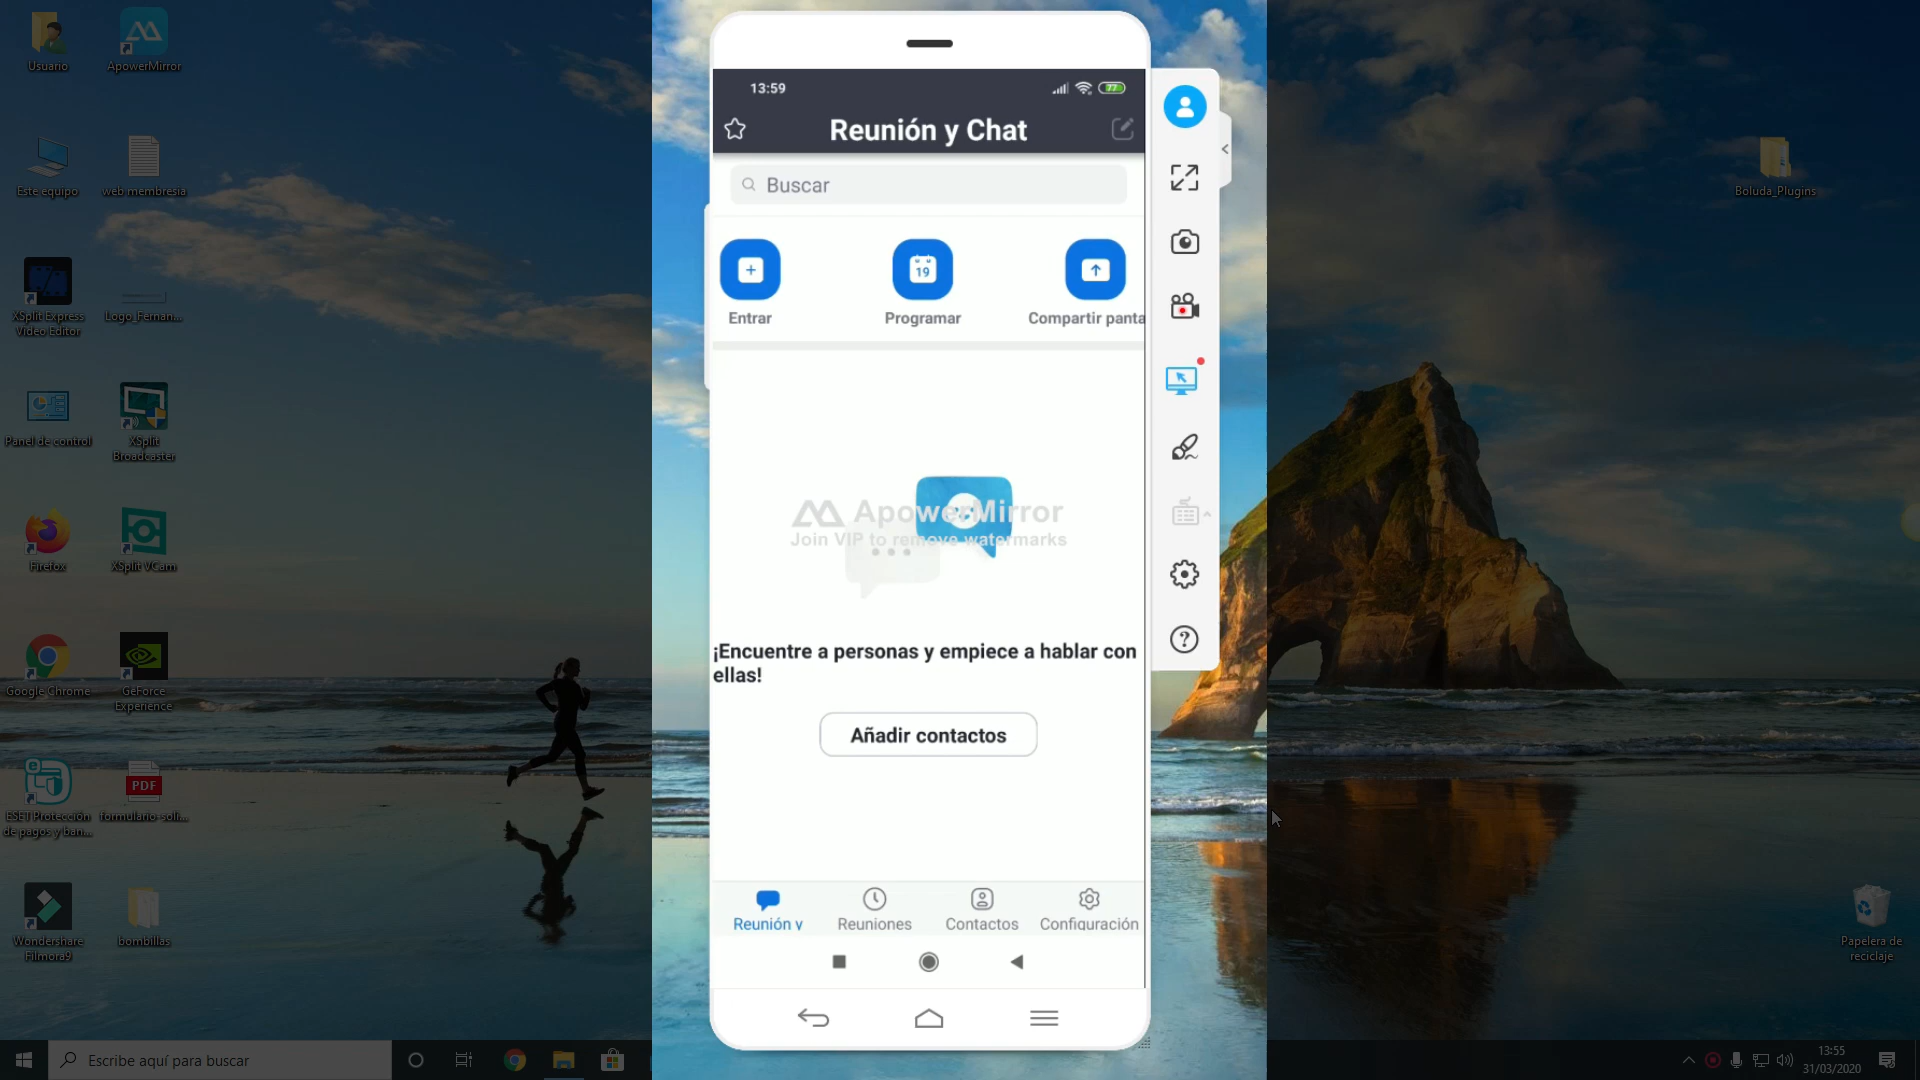 Usuario
ApowerMirror
Este equipo
web membresia
XSplit Express
Video Editor
Logo_Fernan...
Panel de control
XSplit
Broadcaster
Firefox
XSplit VCam
Google Chrome
GeForce
Experience
ESET Protección
de pagos y ban...
PDF
formulario-soli...
Wondershare
Filmora9
bombillas
13:59
77
Reunión y Chat
Buscar
19
Entrar
Programar
Compartir panta
ApowerMirror
Join VIP to remove watermarks
¡Encuentre a personas y empiece a hablar con
ellas!
Añadir contactos
Reunión y
Reuniones
Contactos
Configuración
Boluda_Plugins
Papelera de
reciclaje
Escribe aquí para buscar
13:55
31/03/2020